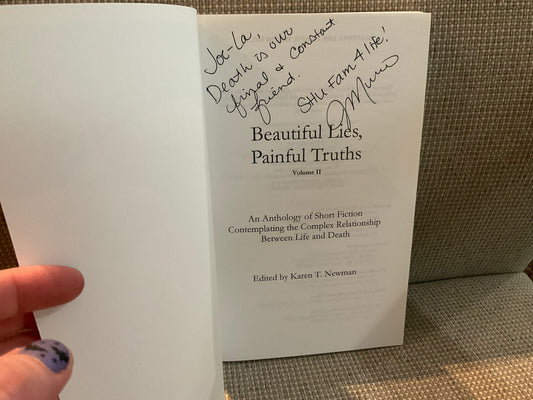 Joe-La,
Death is our
final & constant
friend.
SHU Fam 4 life!
Beautiful Lies,
Painful Truths
Volume II
An Anthology of Short Fiction
Contemplating the Complex Relationship
Between Life and Death
Edited by Karen T. Newman